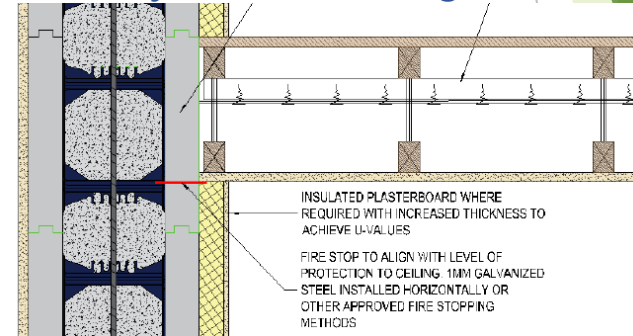 INSULATED PLASTERBOARD WHERE
REQUIRED WITH INCREASED THICKNESS TO
ACHIEVE U-VALUES
FIRE STOP TO ALIGN WITH LEVEL OF
PROTECTION TO CEILING. 1MM GALVANIZED
STEEL INSTALLED HORIZONTALLY OR
OTHER APPROVED FIRE STOPPING
METHODS